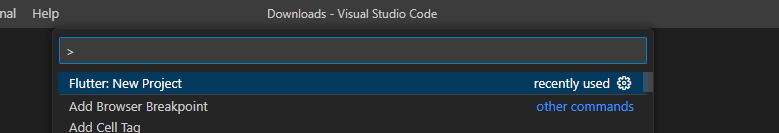 nal Help Downloads - Visual Studio Code
>
Flutter: New Project recently used
Add Browser Breakpoint other commands
Add Cell Tag